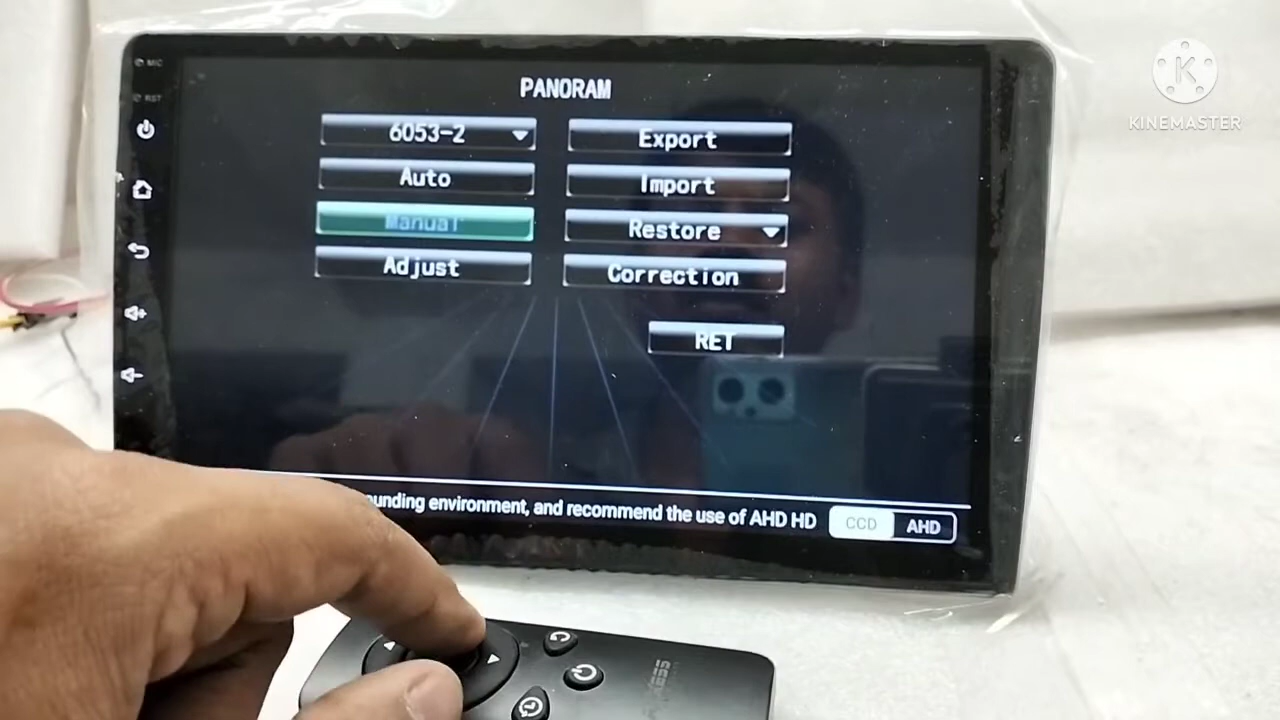 MIC
RST
PANORAM
6053-2
Export
Auto
Import
Manual
Restore
Adjust
Correction
RET
ounding environment, and recommend the use of AHD HD
CCD
AHD
K
KINEMASTER